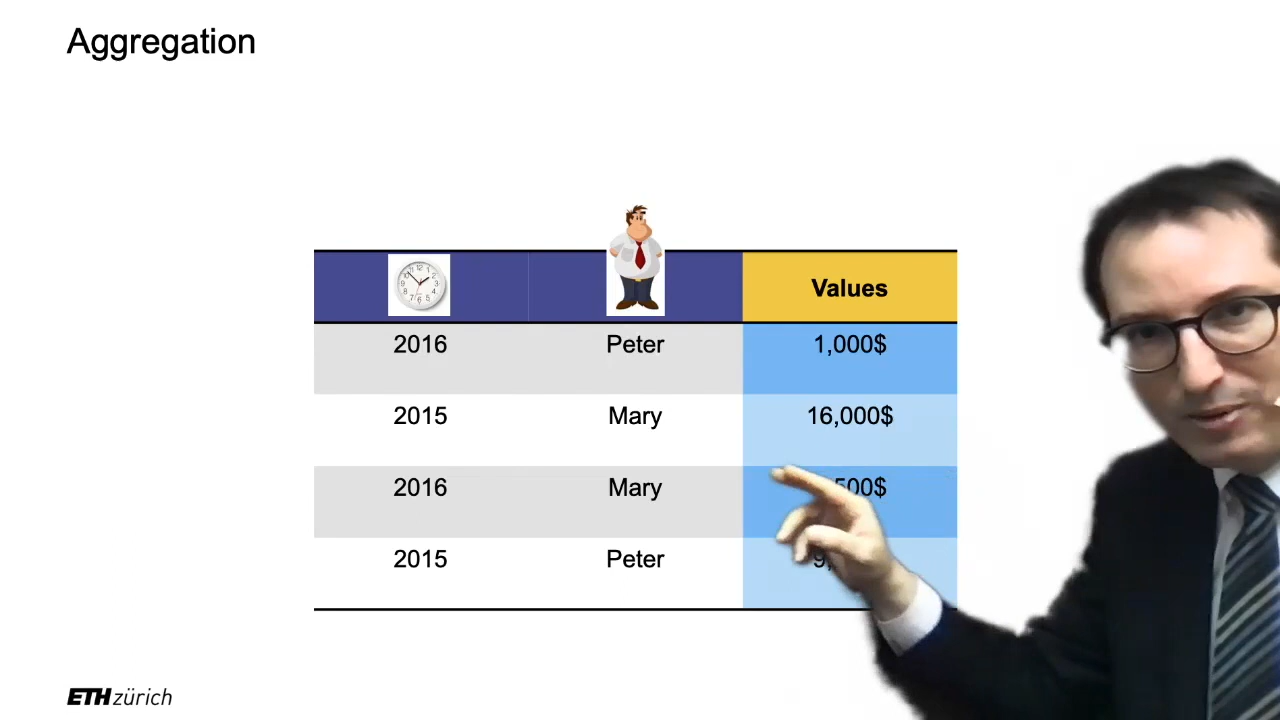 Aggregation
Values
2016 Peter 1,000$
2015 Mary 16,000$
2016 Mary
2015 Peter
ETH zürich